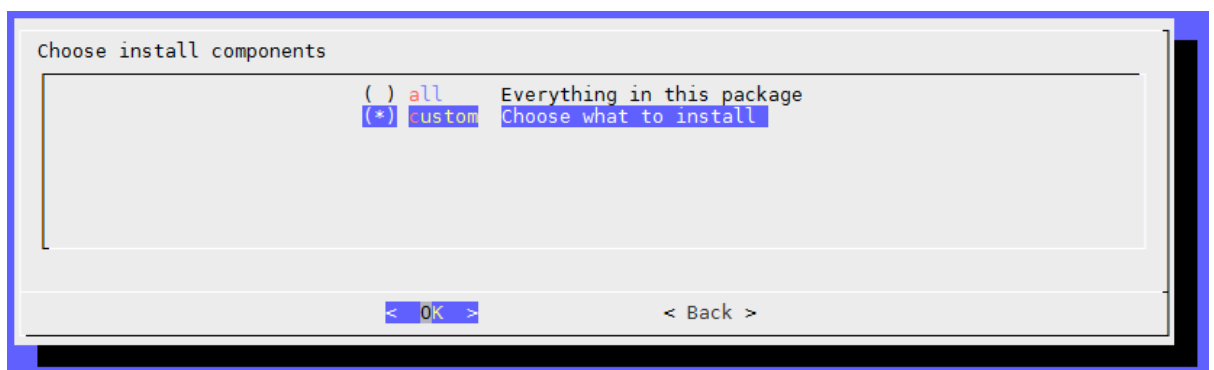 Choose install components
( ) all Everything in this package
(*) custom Choose what to install
< OK > < Back >